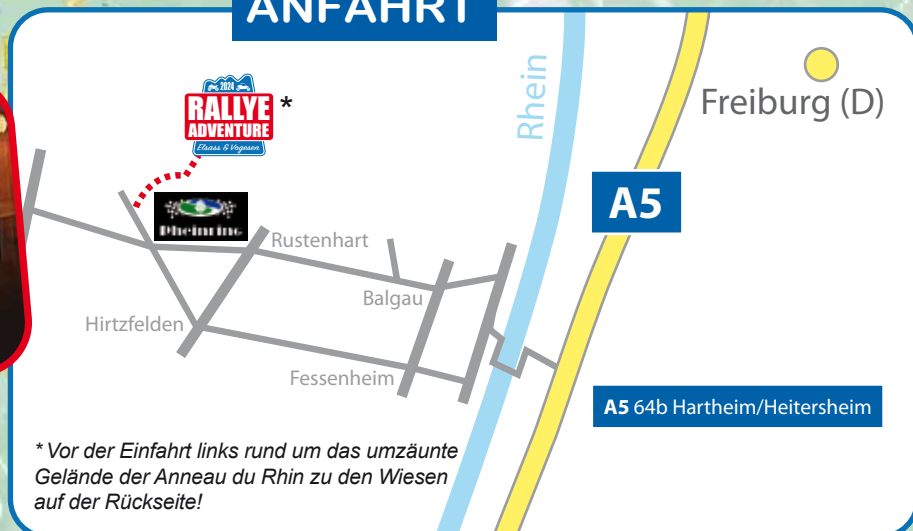 ANFAHRT
2024
RALLYE
ADVENTURE
Elsass & Vogesen
*
Rhein
Freiburg (D)
A5
Rheinring
Rustenhart
Balgau
Hirtzfelden
Fessenheim
A5 64b Hartheim/Heitersheim
* Vor der Einfahrt links rund um das umzäunte
Gelände der Anneau du Rhin zu den Wiesen
auf der Rückseite!